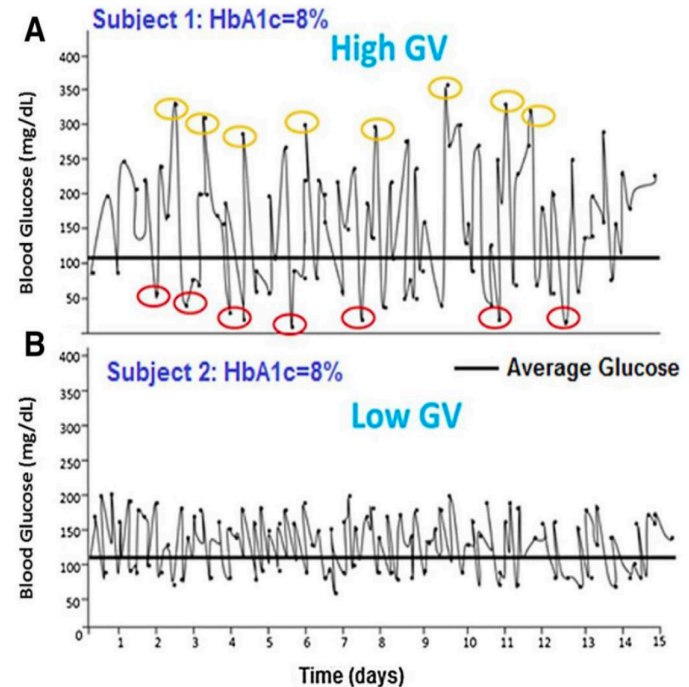 A
Subject 1: HbA1c=8%
High GV
Blood Glucose (mg/dL)
400
350
300
250
200
150
100
50
B
Subject 2: HbA1c=8%
Average Glucose
Low GV
Blood Glucose (mg/dL)
400
350
300
250
200
150
100
50
0
1 2 3 4 5 6 7 8 9 10 11 12 13 14 15
Time (days)